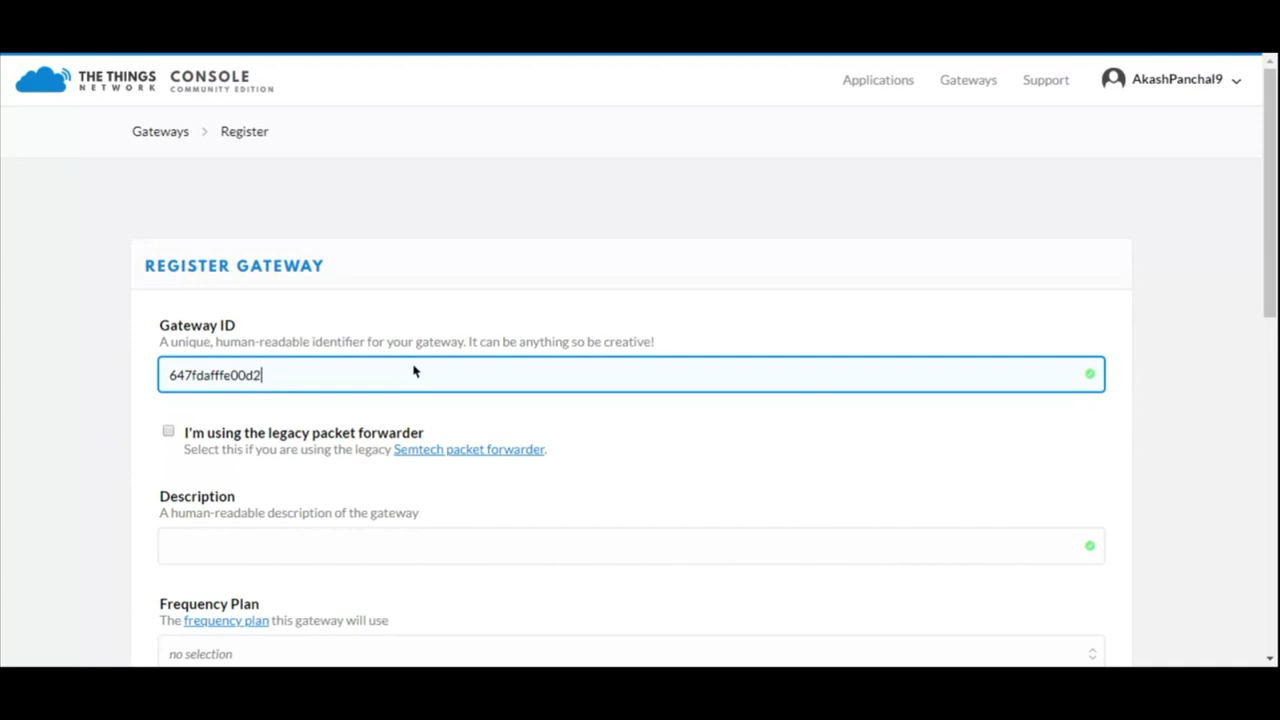 THE THINGS NETWORK CONSOLE COMMUNITY EDITION
Applications Gateways Support AkashPanchal9
Gateways > Register
REGISTER GATEWAY
Gateway ID
A unique, human-readable identifier for your gateway. It can be anything so be creative!
647fdafffe00d2
I'm using the legacy packet forwarder
Select this if you are using the legacy Semtech packet forwarder.
Description
A human-readable description of the gateway
Frequency Plan
The frequency plan this gateway will use
no selection